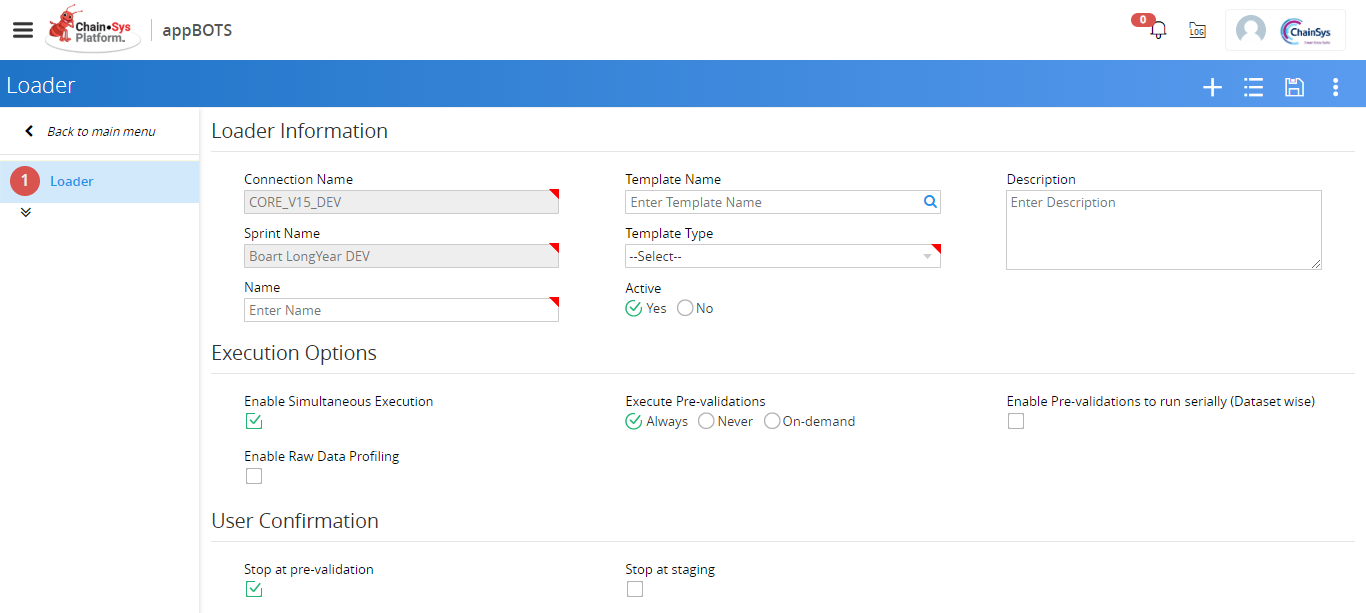 Chain•Sys
Platform™
appBOTS
0
LOG
ChainSys
Loader
Back to main menu
1
Loader
Loader Information
Connection Name
CORE_V15_DEV
Sprint Name
Boart LongYear DEV
Name
Enter Name
Template Name
Enter Template Name
Template Type
--Select--
Active
Yes No
Description
Enter Description
Execution Options
Enable Simultaneous Execution
Execute Pre-validations
Always Never On-demand
Enable Pre-validations to run serially (Dataset wise)
Enable Raw Data Profiling
User Confirmation
Stop at pre-validation
Stop at staging